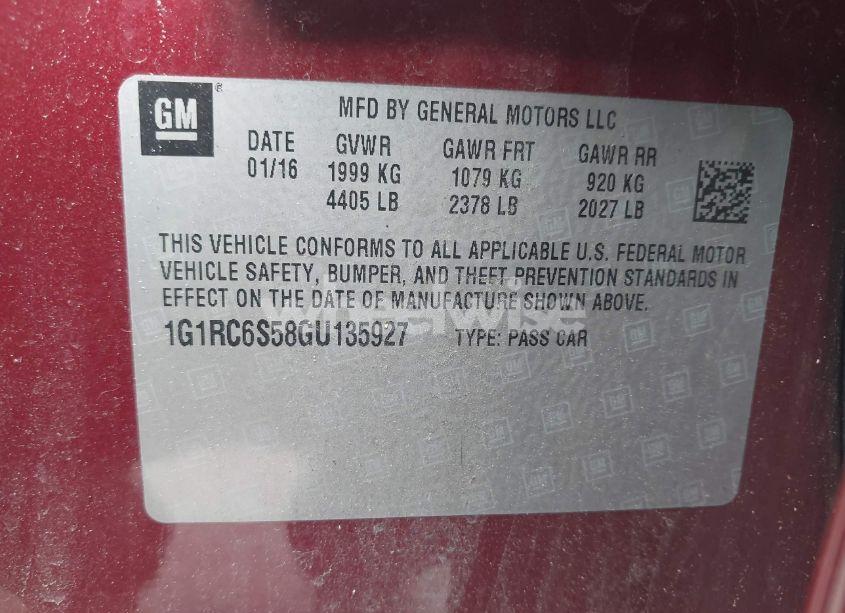 GM®
MFD BY GENERAL MOTORS LLC
DATE GVWR GAWR FRT GAWR RR
01/16 1999 KG 1079 KG 920 KG
4405 LB 2378 LB 2027 LB
THIS VEHICLE CONFORMS TO ALL APPLICABLE U.S. FEDERAL MOTOR
VEHICLE SAFETY, BUMPER, AND THEFT PREVENTION STANDARDS IN
EFFECT ON THE DATE OF MANUFACTURE SHOWN ABOVE.
wheelwise
1G1RC6S58GU135927 TYPE: PASS CAR